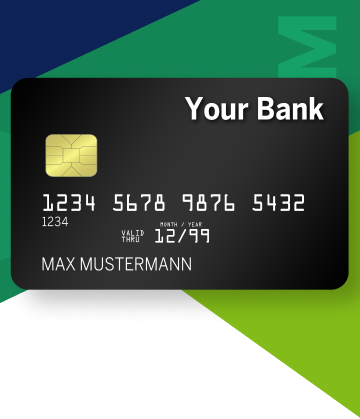 M
Your Bank
1234 5678 9876 5432
1234
MONTH / YEAR
VALID THRU 12/99
MAX MUSTERMANN